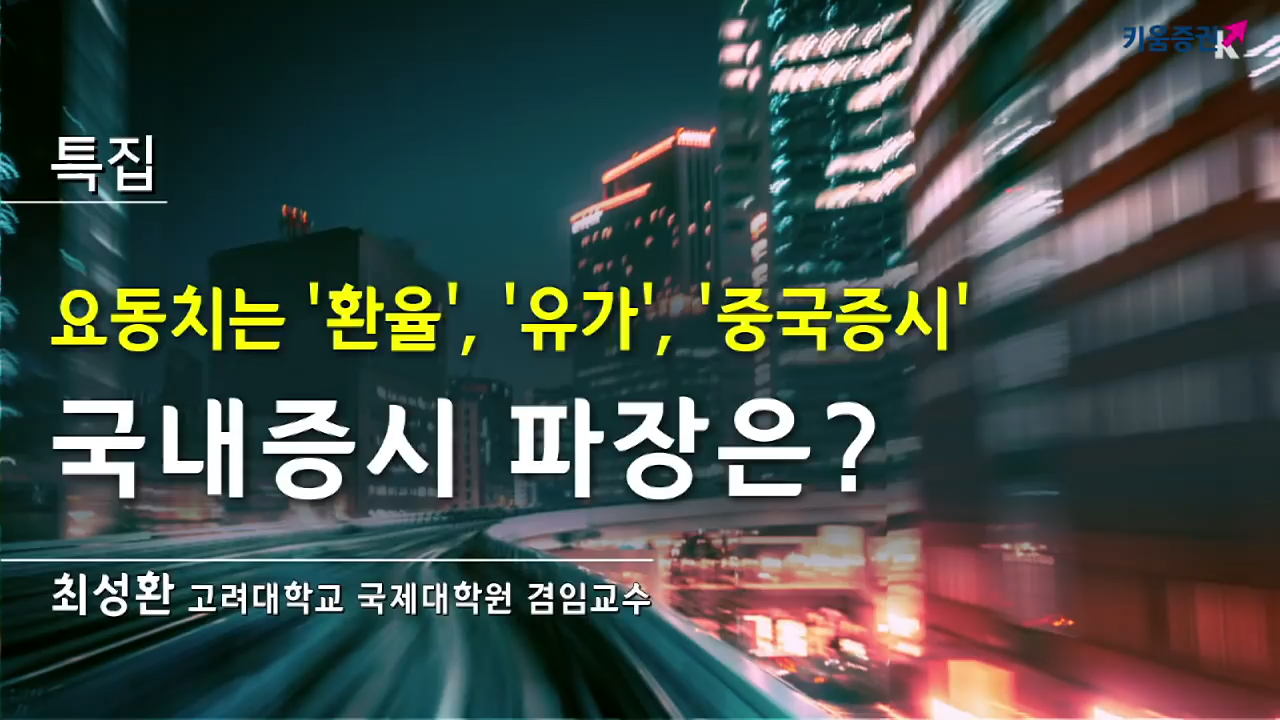 키움증권
특집
요동치는 '환율', '유가', '중국증시'
국내증시 파장은?
최성환 고려대학교 국제대학원 겸임교수